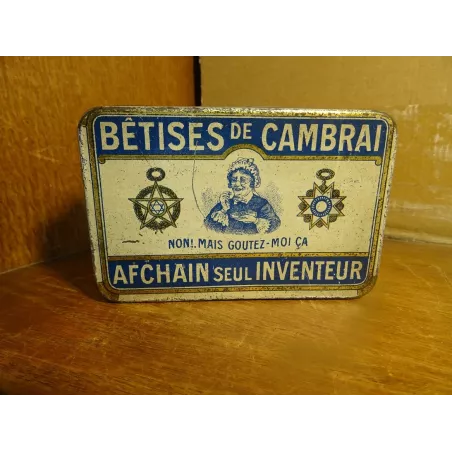 BÊTISES DE CAMBRAI
NON!. MAIS GOUTEZ-MOI ÇA
AFCHAIN SEUL INVENTEUR